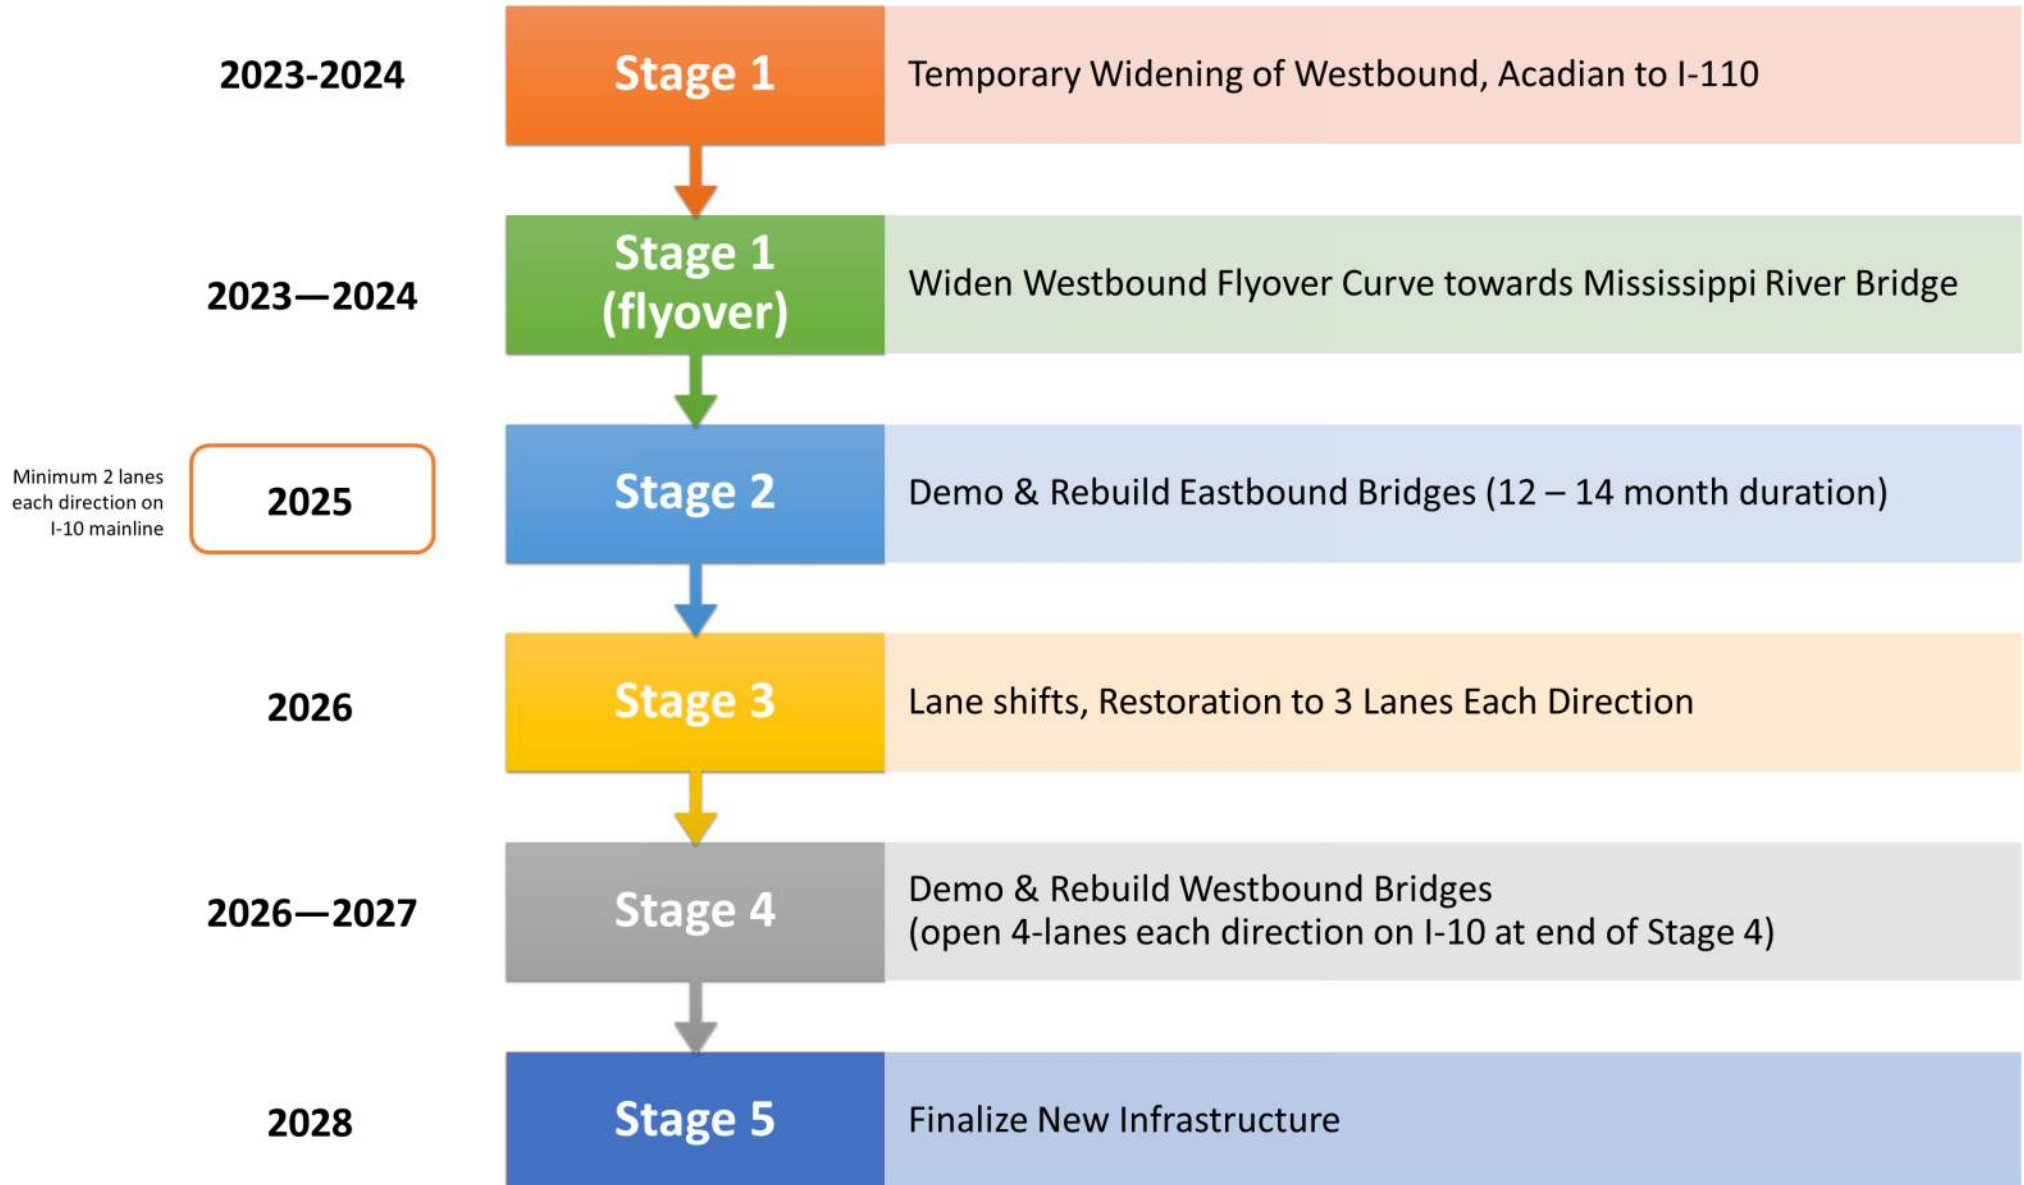 2023-2024
Stage 1
Temporary Widening of Westbound, Acadian to I-110
2023—2024
Stage 1
(flyover)
Widen Westbound Flyover Curve towards Mississippi River Bridge
Minimum 2 lanes
each direction on
I-10 mainline
2025
Stage 2
Demo & Rebuild Eastbound Bridges (12 – 14 month duration)
2026
Stage 3
Lane shifts, Restoration to 3 Lanes Each Direction
2026—2027
Stage 4
Demo & Rebuild Westbound Bridges
(open 4-lanes each direction on I-10 at end of Stage 4)
2028
Stage 5
Finalize New Infrastructure